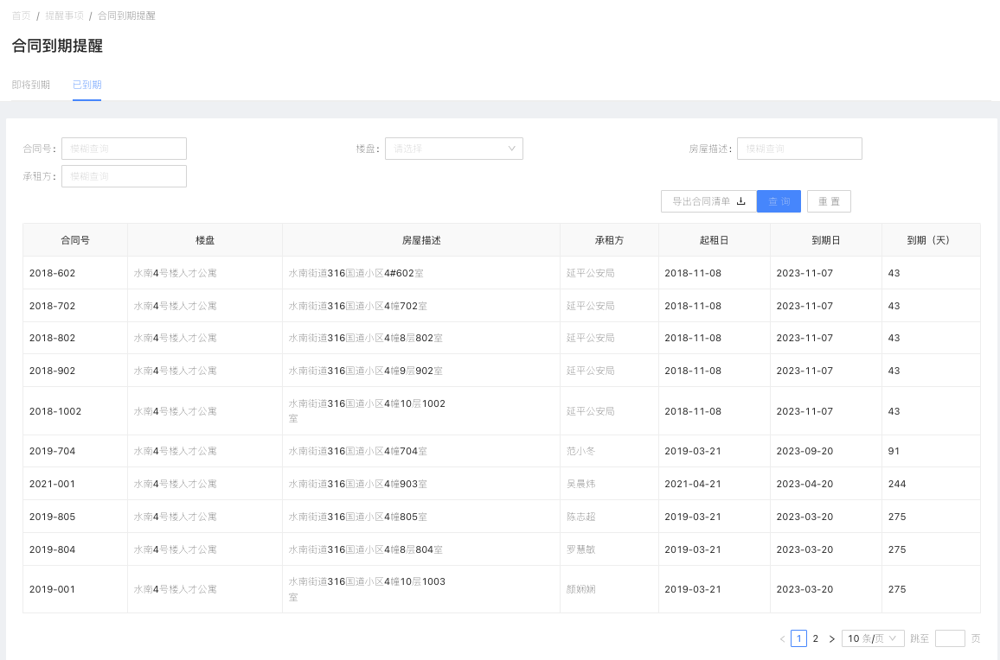 首页 / 提醒事项 / 合同到期提醒
合同到期提醒
即将到期 已到期
合同号: 模糊查询 楼盘: 请选择 房屋描述: 模糊查询
承租方: 模糊查询
导出合同清单 查 询 重 置
合同号 楼盘 房屋描述 承租方 起租日 到期日 到期（天）
2018-602 水南4号楼人才公寓 水南街道316国道小区4#602室 延平公安局 2018-11-08 2023-11-07 43
2018-702 水南4号楼人才公寓 水南街道316国道小区4幢702室 延平公安局 2018-11-08 2023-11-07 43
2018-802 水南4号楼人才公寓 水南街道316国道小区4幢8层802室 延平公安局 2018-11-08 2023-11-07 43
2018-902 水南4号楼人才公寓 水南街道316国道小区4幢9层902室 延平公安局 2018-11-08 2023-11-07 43
2018-1002 水南4号楼人才公寓 水南街道316国道小区4幢10层1002 延平公安局 2018-11-08 2023-11-07 43
室
2019-704 水南4号楼人才公寓 水南街道316国道小区4幢704室 范小冬 2019-03-21 2023-09-20 91
2021-001 水南4号楼人才公寓 水南街道316国道小区4幢903室 吴晨炜 2021-04-21 2023-04-20 244
2019-805 水南4号楼人才公寓 水南街道316国道小区4幢805室 陈志超 2019-03-21 2023-03-20 275
2019-804 水南4号楼人才公寓 水南街道316国道小区4幢8层804室 罗慧敏 2019-03-21 2023-03-20 275
2019-001 水南4号楼人才公寓 水南街道316国道小区4幢10层1003 颜娴娴 2019-03-21 2023-03-20 275
室
1 2 10 条/页 跳至 页